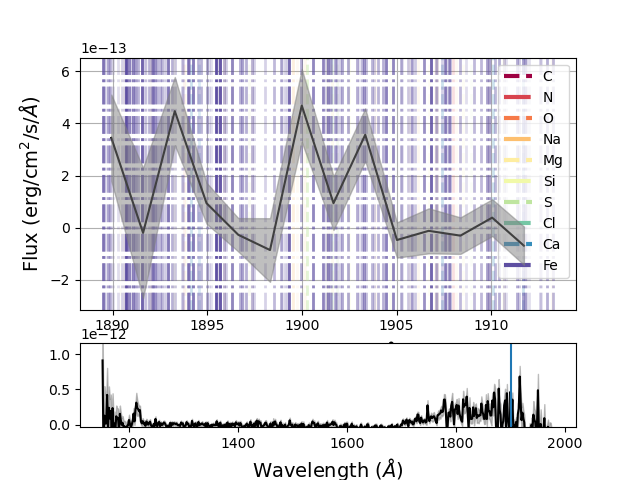 1e−13
Flux (erg/cm²/s/Å)
6
4
2
0
−2
C
N
O
Na
Mg
Si
S
Cl
Ca
Fe
1890 1895 1900 1905 1910
1e−12
1.0
0.5
0.0
1200 1400 1600 1800 2000
Wavelength (Å)